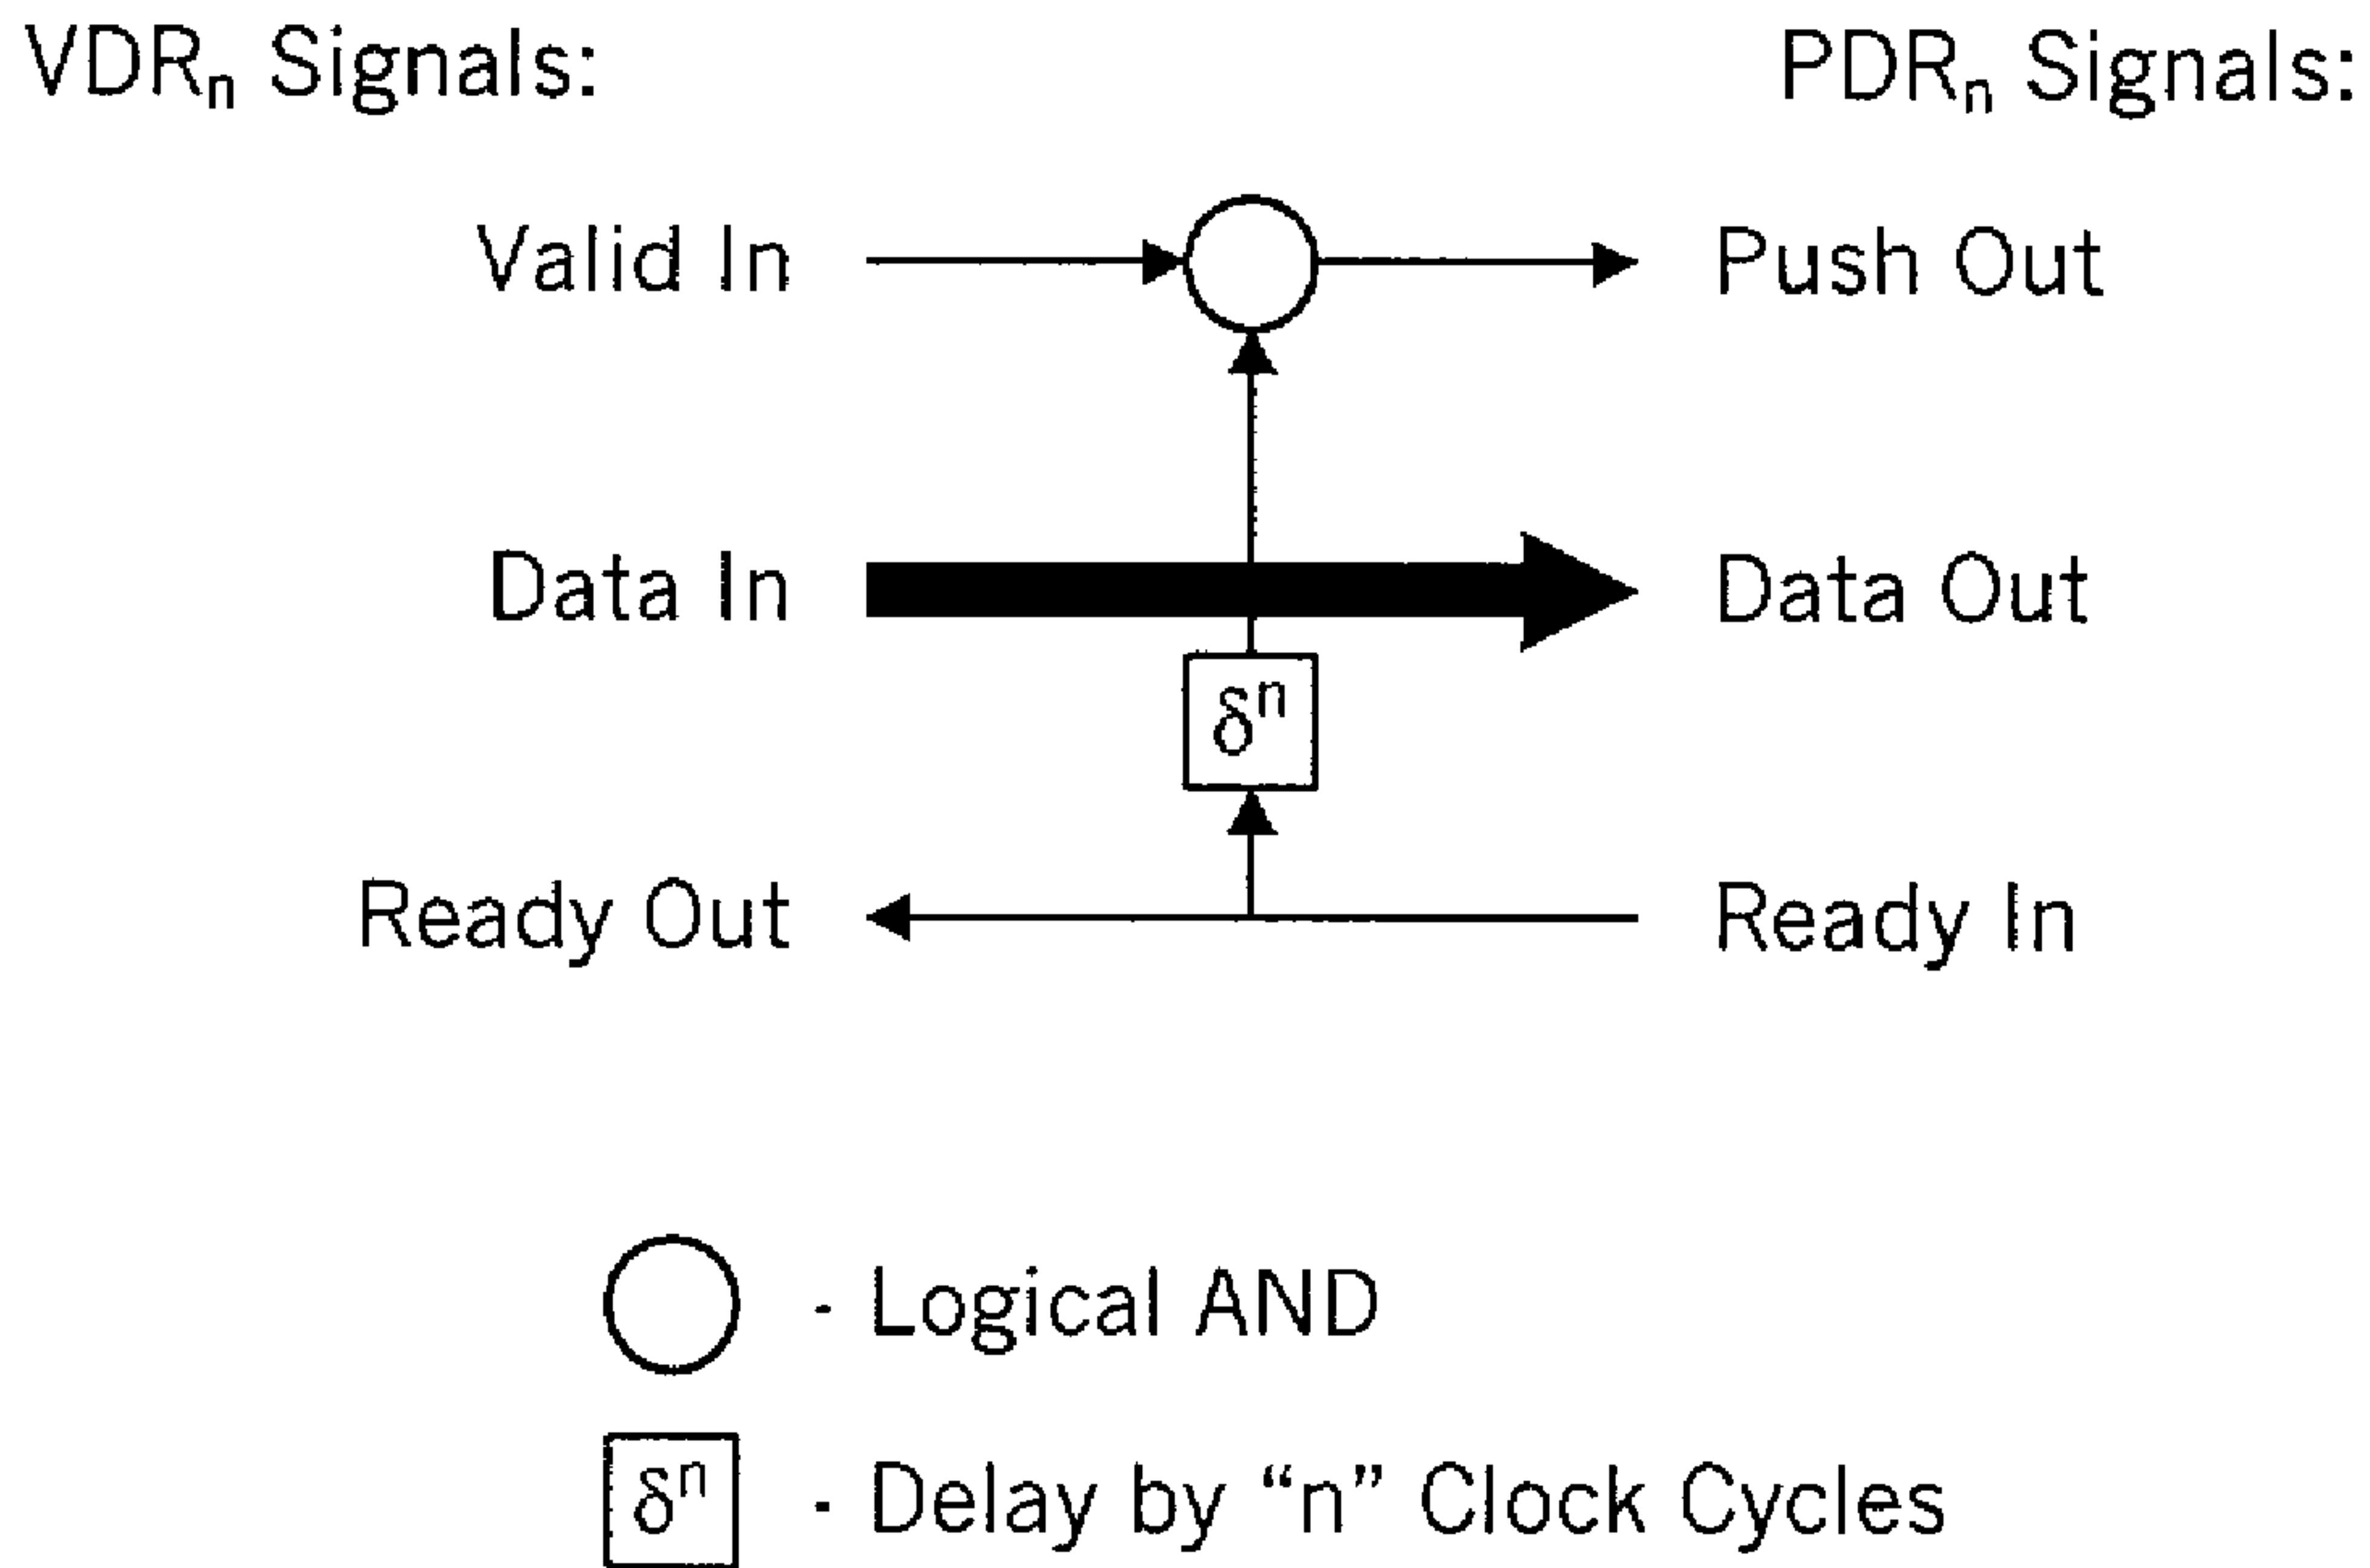 VDRn Signals:
PDRn Signals:
Valid In
Push Out
Data In
Data Out
δn
Ready Out
Ready In
- Logical AND
δn - Delay by “n” Clock Cycles